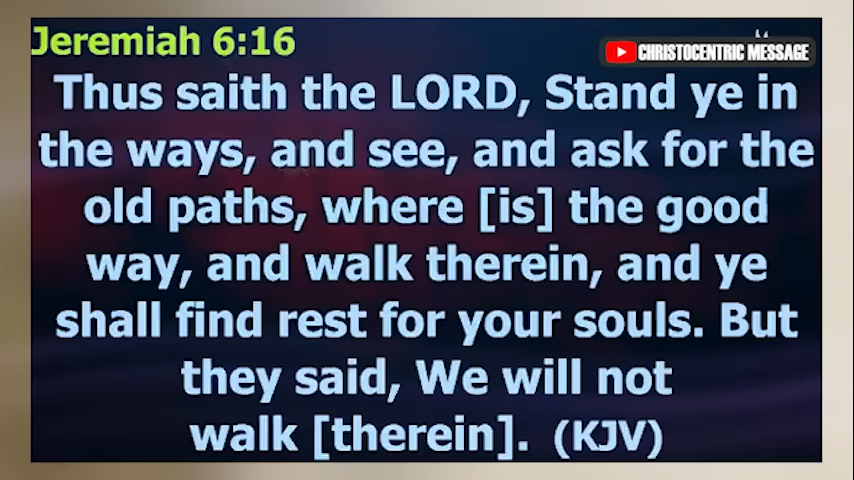 Jeremiah 6:16
CHRISTOCENTRIC MESSAGE
Thus saith the LORD, Stand ye in
the ways, and see, and ask for the
old paths, where [is] the good
way, and walk therein, and ye
shall find rest for your souls. But
they said, We will not
walk [therein]. (KJV)